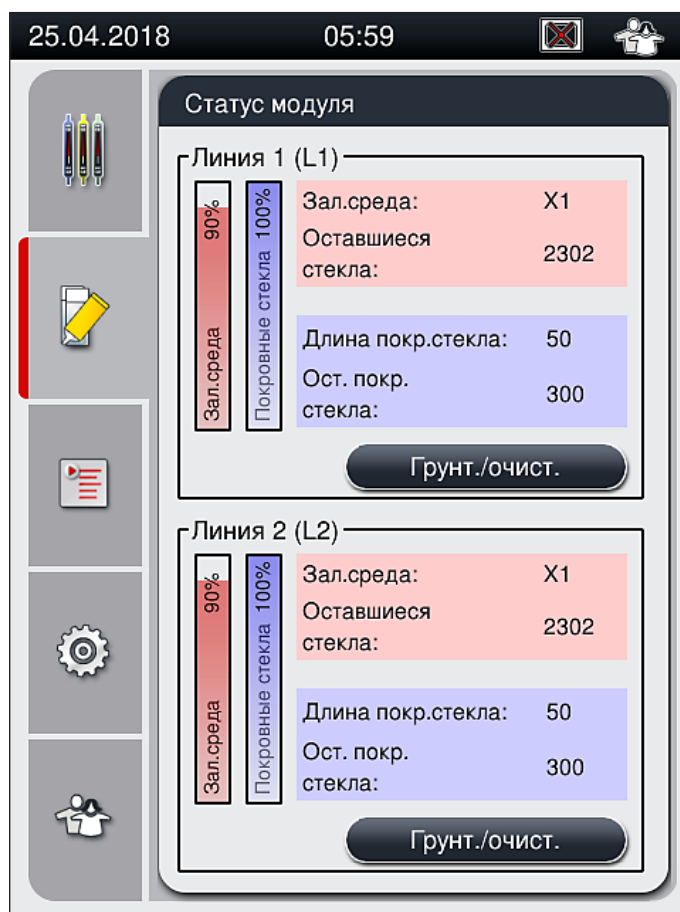 25.04.2018 05:59
Статус модуля
Линия 1 (L1)
Зал.среда 90%
Покровные стекла 100%
Зал.среда: X1
Оставшиеся
стекла: 2302
Длина покр.стекла: 50
Ост. покр.
стекла: 300
Грунт./очист.
Линия 2 (L2)
Зал.среда 90%
Покровные стекла 100%
Зал.среда: X1
Оставшиеся
стекла: 2302
Длина покр.стекла: 50
Ост. покр.
стекла: 300
Грунт./очист.